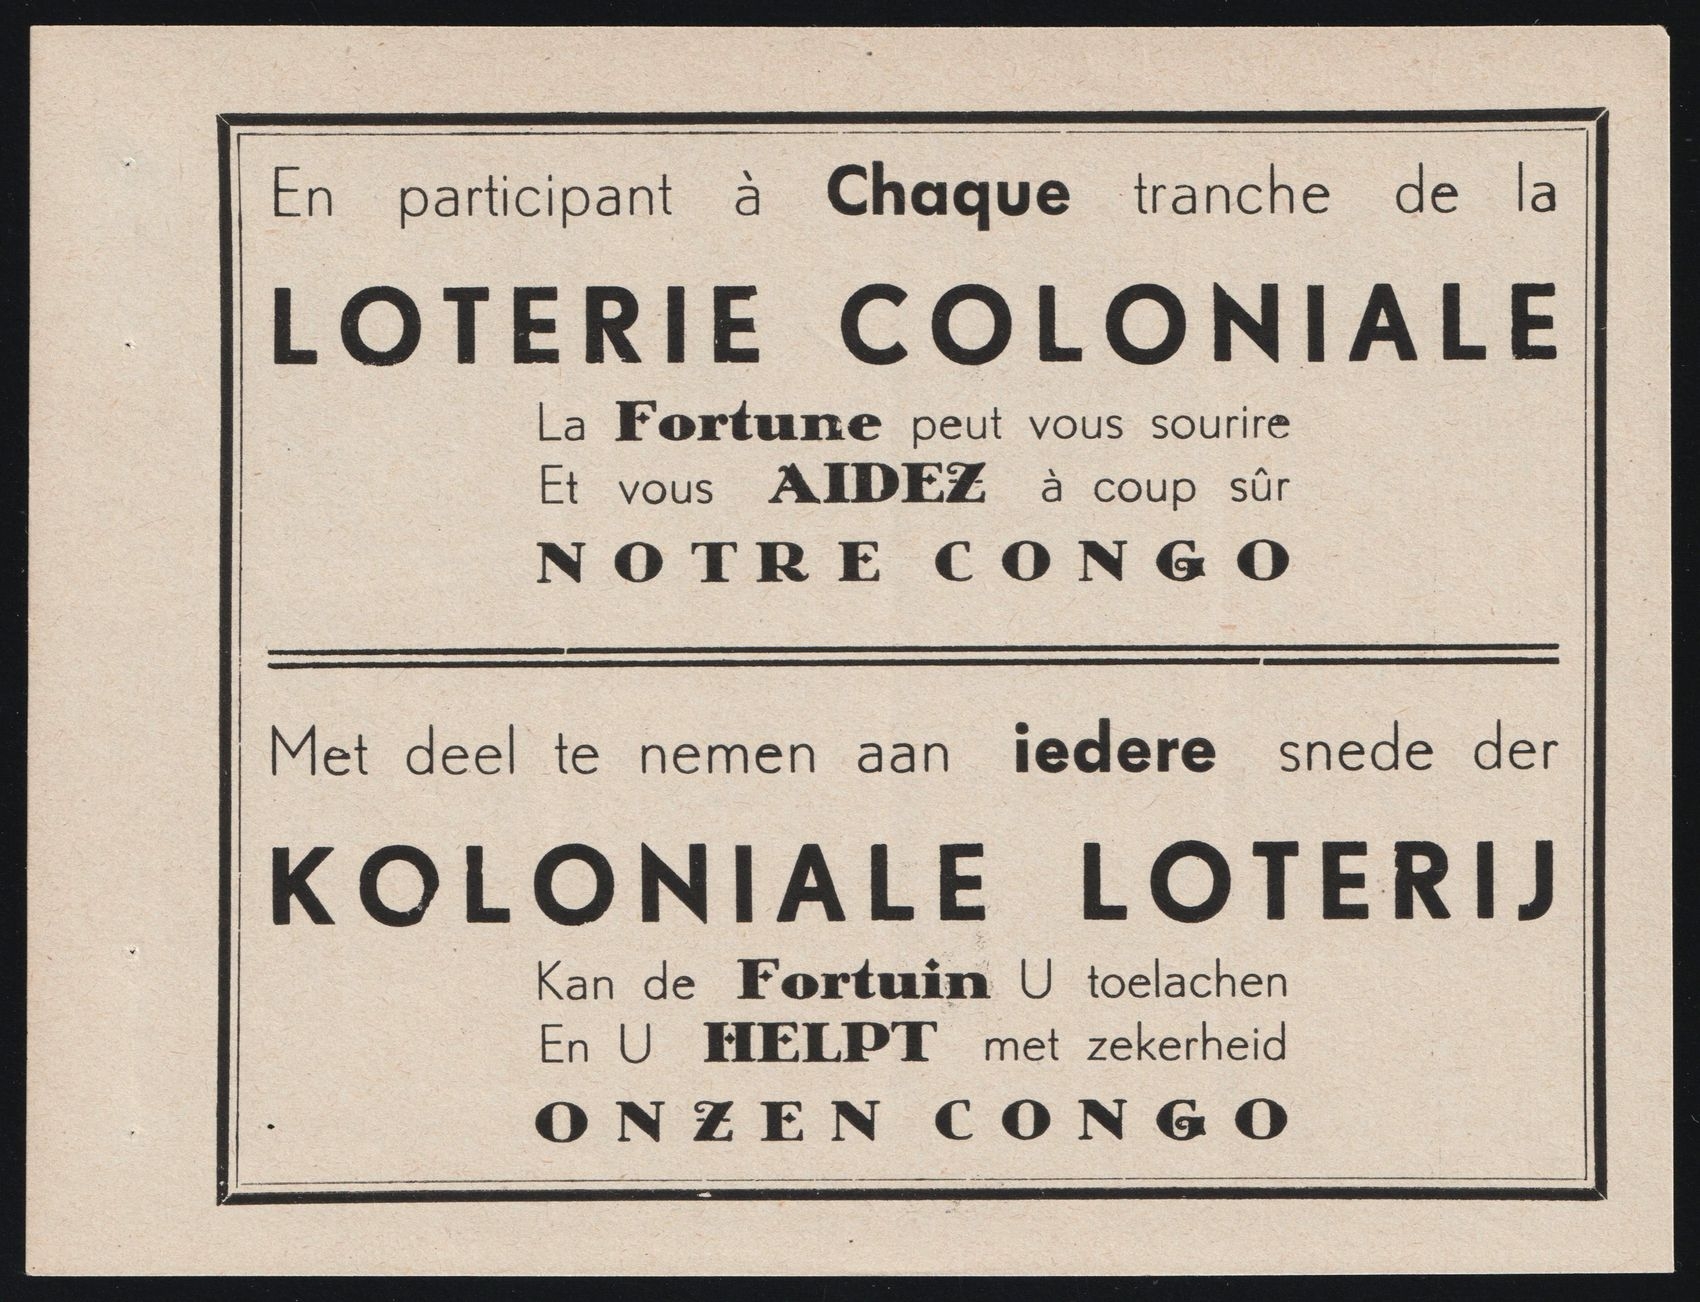 En participant à Chaque tranche de la
LOTERIE COLONIALE
La Fortune peut vous sourire
Et vous AIDEZ à coup sûr
NOTRE CONGO
Met deel te nemen aan iedere snede der
KOLONIALE LOTERIJ
Kan de Fortuin U toelachen
En U HELPT met zekerheid
ONZEN CONGO